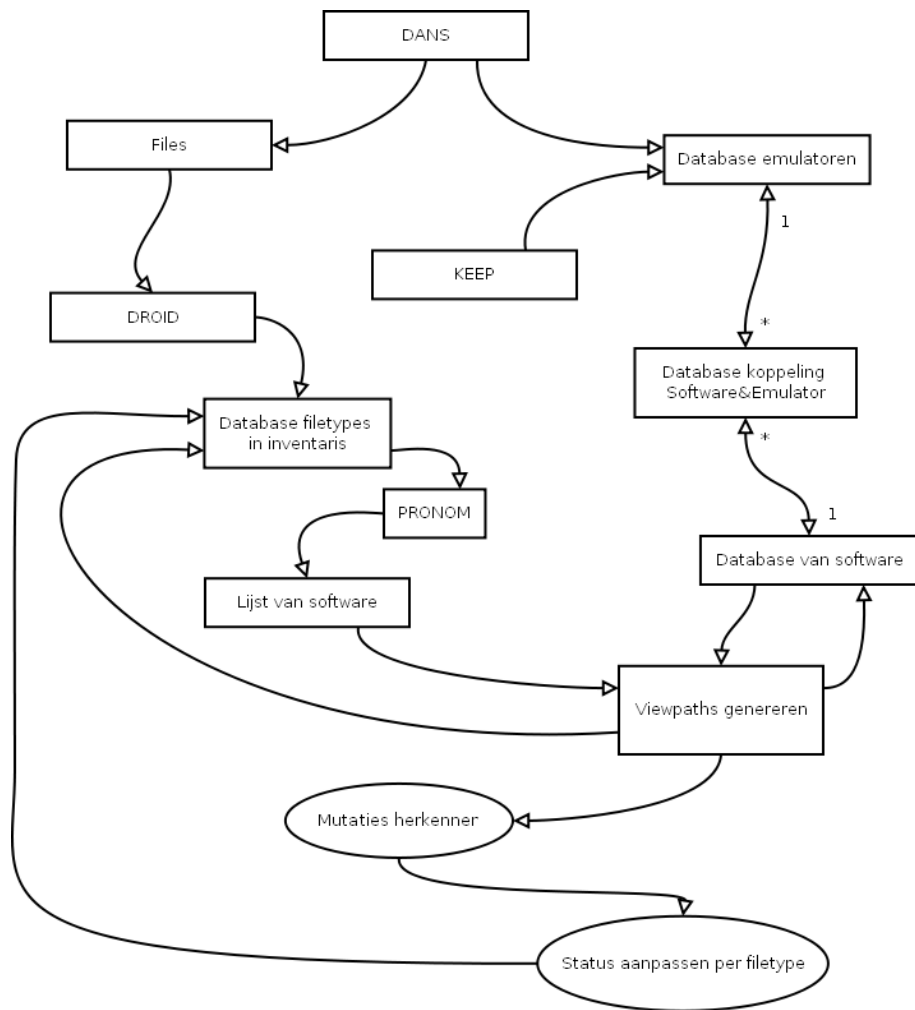 DANS
Files
Database emulatoren
1
KEEP
DROID
*
Database koppeling
Software&Emulator
Database filetypes
in inventaris
*
PRONOM
1
Database van software
Lijst van software
Viewpaths genereren
Mutaties herkenner
Status aanpassen per filetype